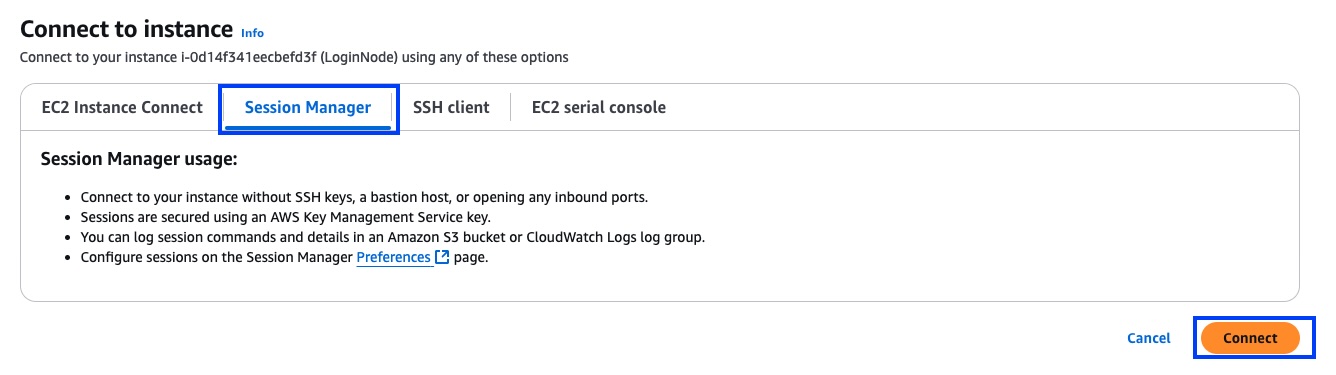 Connect to instance Info
Connect to your instance i-0d14f341eecbefd3f (LoginNode) using any of these options
EC2 Instance Connect Session Manager SSH client EC2 serial console
Session Manager usage:
• Connect to your instance without SSH keys, a bastion host, or opening any inbound ports.
• Sessions are secured using an AWS Key Management Service key.
• You can log session commands and details in an Amazon S3 bucket or CloudWatch Logs log group.
• Configure sessions on the Session Manager Preferences page.
Cancel Connect